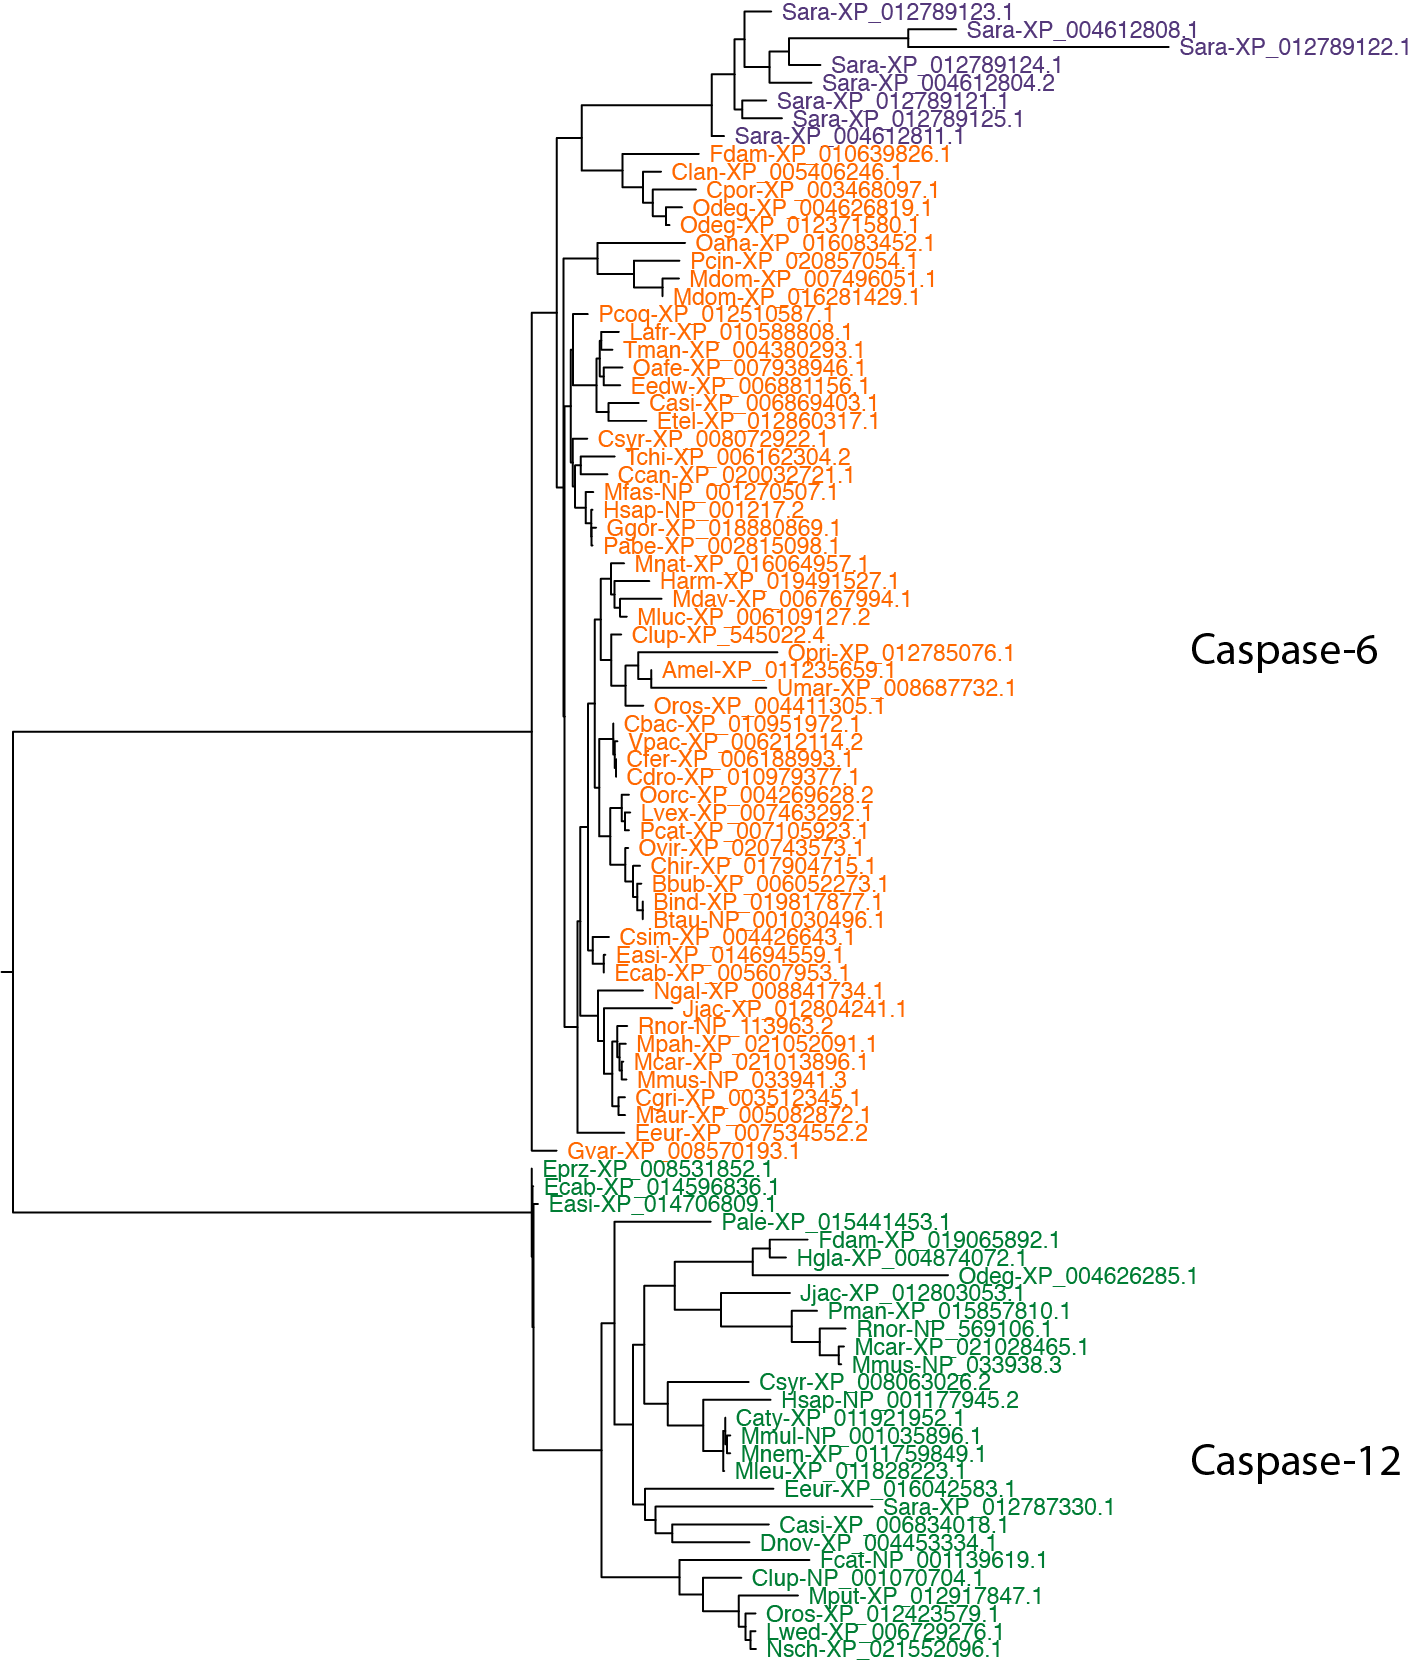 Sara-XP_012789123.1
Sara-XP_004612808.1
Sara-XP_012789122.1
Sara-XP_012789124.1
Sara-XP_004612804.2
Sara-XP_012789121.1
Sara-XP_012789125.1
Sara-XP_004612811.1
Fdam-XP_010639826.1
Clan-XP_005406246.1
Cpor-XP_003468097.1
Odeg-XP_004626819.1
Odeg-XP_012371580.1
Oana-XP_016083452.1
Pcin-XP_020857054.1
Mdom-XP_007496051.1
Mdom-XP_016281429.1
Pcoq-XP_012510587.1
Lafr-XP_010588808.1
Tman-XP_004380293.1
Oafe-XP_007938946.1
Eedw-XP_006881156.1
Casi-XP_006869403.1
Etel-XP_012860317.1
Csyr-XP_008072922.1
Tchi-XP_006162304.2
Ccan-XP_020032721.1
Mfas-NP_001270507.1
Hsap-NP_001217.2
Ggor-XP_018880869.1
Pabe-XP_002815098.1
Mnat-XP_016064957.1
Harm-XP_019491527.1
Mdav-XP_006767994.1
Mluc-XP_006109127.2
Clup-XP_545022.4
Caspase-6
Opri-XP_012785076.1
Amel-XP_011235659.1
Umar-XP_008687732.1
Oros-XP_004411305.1
Cbac-XP_010951972.1
Vpac-XP_006212114.2
Cfer-XP_006188993.1
Cdro-XP_010979377.1
Oorc-XP_004269628.2
Lvex-XP_007463292.1
Pcat-XP_007105923.1
Ovir-XP_020743573.1
Chir-XP_017904715.1
Bbub-XP_006052273.1
Bind-XP_019817877.1
Btau-NP_001030496.1
Csim-XP_004426643.1
Easi-XP_014694559.1
Ecab-XP_005607953.1
Ngal-XP_008841734.1
Jjac-XP_012804241.1
Rnor-NP_113963.2
Mpah-XP_021052091.1
Mcar-XP_021013896.1
Mmus-NP_033941.3
Cgri-XP_003512345.1
Maur-XP_005082872.1
Eeur-XP_007534552.2
Gvar-XP_008570193.1
Eprz-XP_008531852.1
Ecab-XP_014596836.1
Easi-XP_014706809.1
Pale-XP_015441453.1
Fdam-XP_019065892.1
Hgla-XP_004874072.1
Odeg-XP_004626285.1
Jjac-XP_012803053.1
Pman-XP_015857810.1
Rnor-NP_569106.1
Mcar-XP_021028465.1
Mmus-NP_033938.3
Csyr-XP_008063026.2
Hsap-NP_001177945.2
Caty-XP_011921952.1
Mmul-NP_001035896.1
Mnem-XP_011759849.1
Caspase-12
Mleu-XP_011828223.1
Eeur-XP_016042583.1
Sara-XP_012787330.1
Casi-XP_006834018.1
Dnov-XP_004453334.1
Fcat-NP_001139619.1
Clup-NP_001070704.1
Mput-XP_012917847.1
Oros-XP_012423579.1
Lwed-XP_006729276.1
Nsch-XP_021552096.1